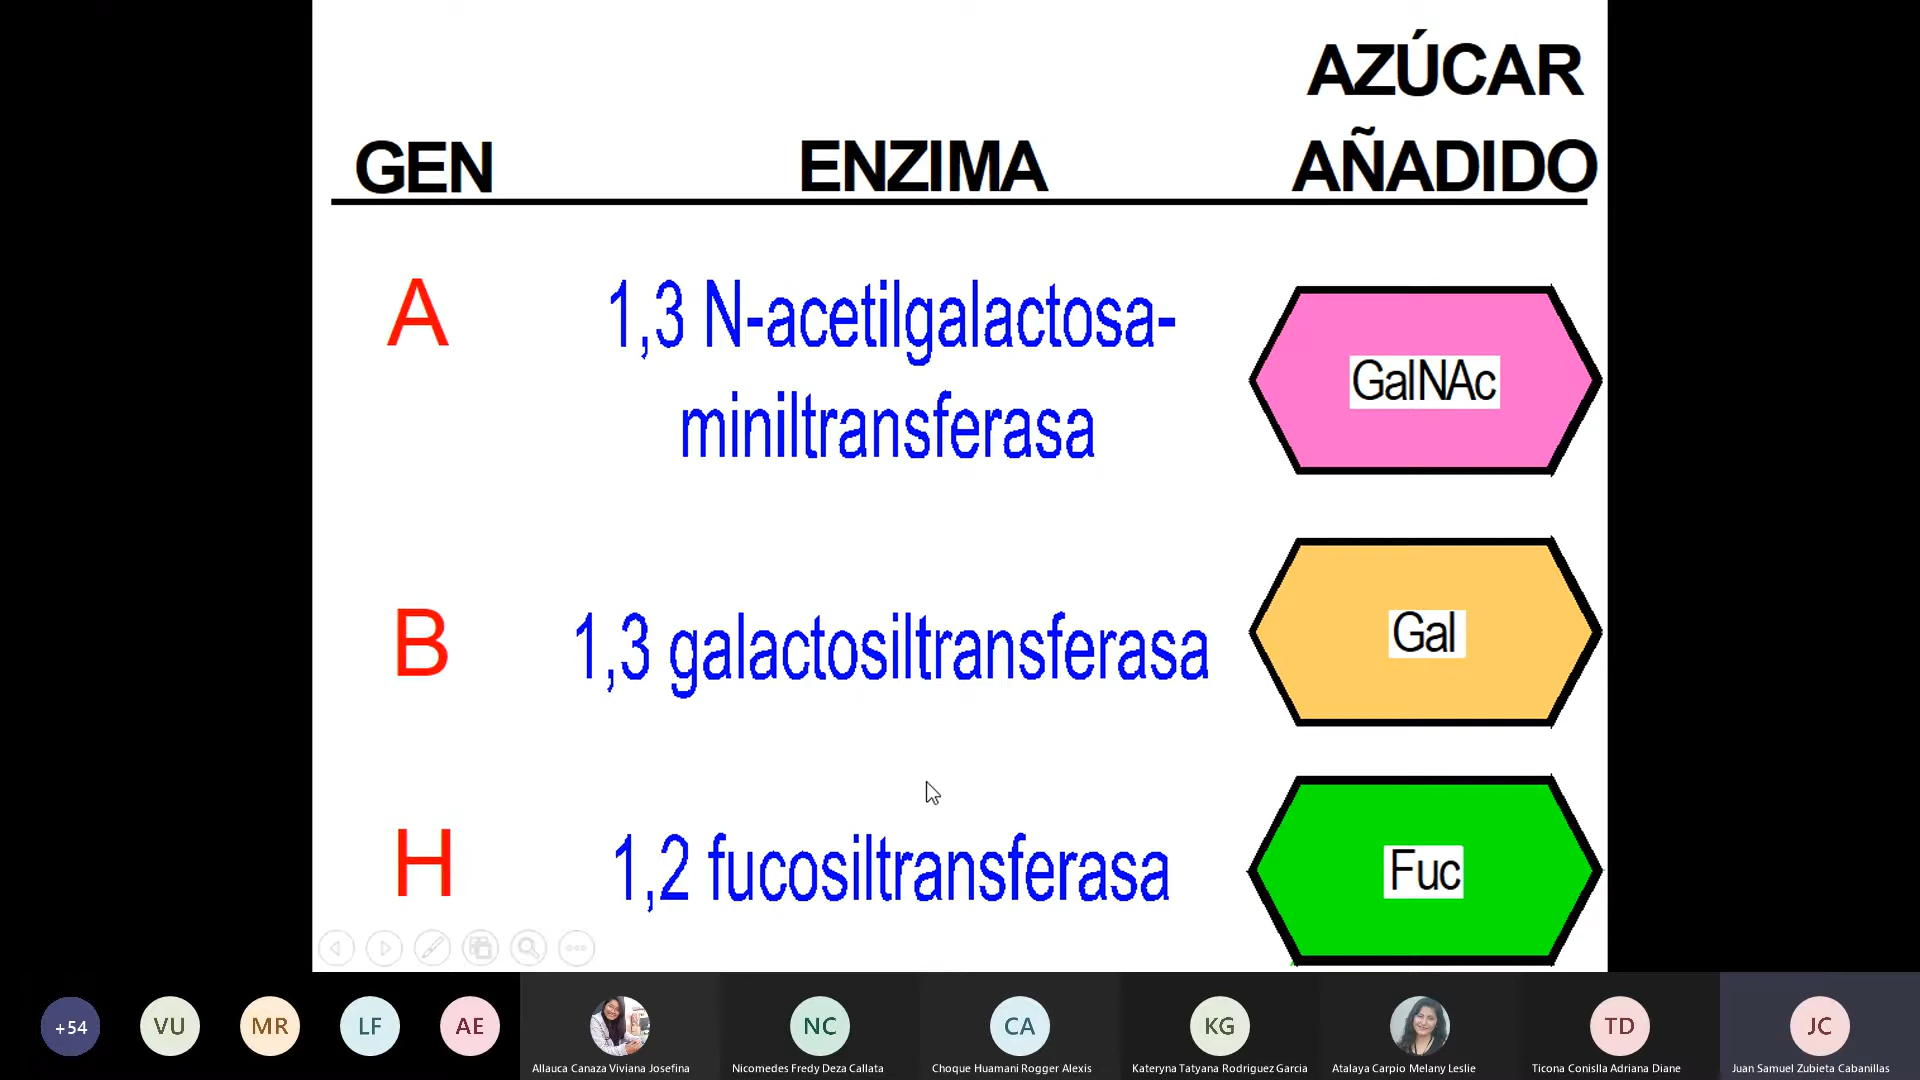 AZÚCAR
GEN ENZIMA AÑADIDO
A 1,3 N-acetilgalactosa-
miniltransferasa
GalNAc
B 1,3 galactosiltransferasa Gal
H 1,2 fucosiltransferasa Fuc
+54 VU MR LF AE NC CA KG TD JC
Allauca Canaza Viviana Josefina Nicomedes Fredy Deza Callata Choque Huamani Rogger Alexis Kateryna Tatyana Rodriguez Garcia Atalaya Carpio Melany Leslie Ticona Conislla Adriana Diane Juan Samuel Zubieta Cabanillas